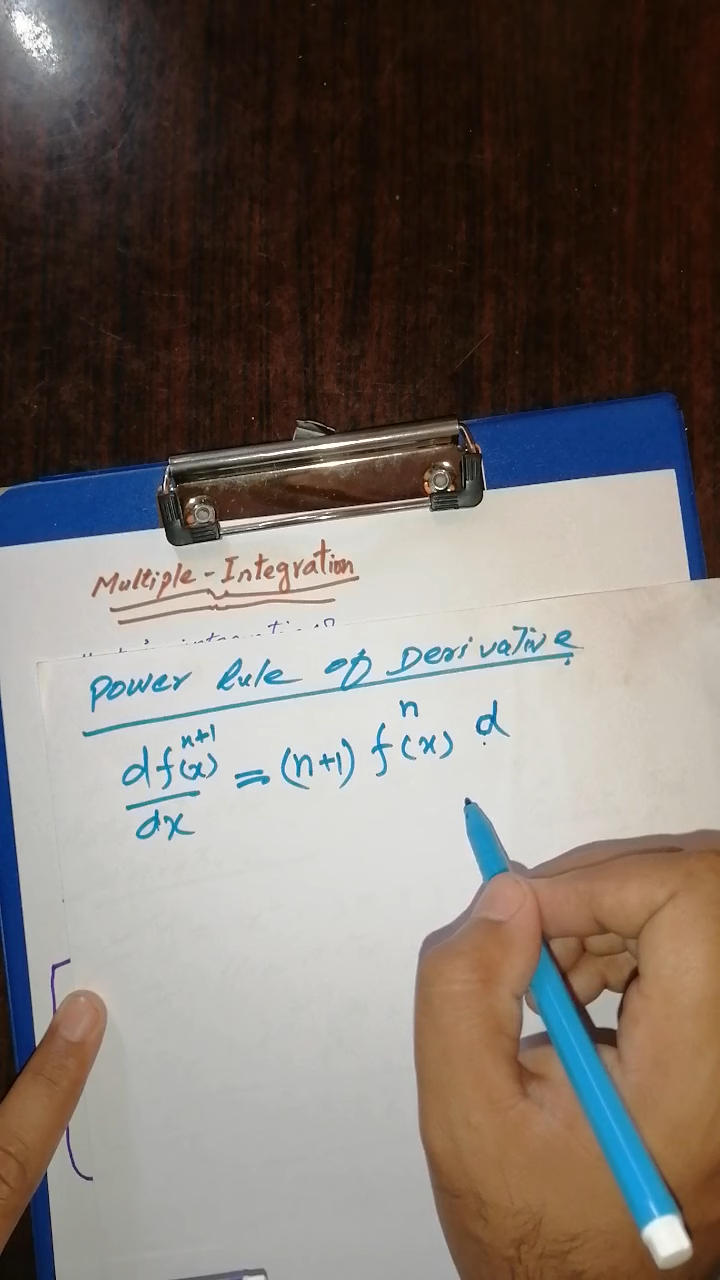 Multiple-Integration
Power Rule of Derivative
df(x)^{n+1}/dx = (n+1) f(x)^n d